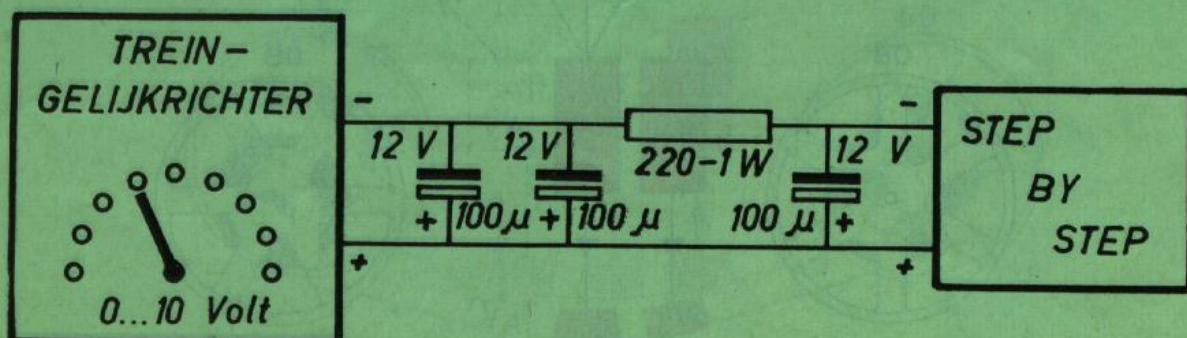 TREIN-
GELIJKRICHTER
0...10 Volt
-
+
12 V
+ 100 µ
12 V
+ 100 µ
220-1 W
12 V
100 µ +
-
+
STEP
BY
STEP